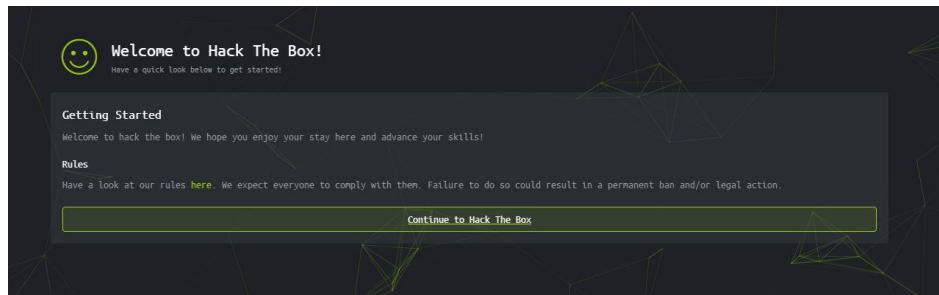 Welcome to Hack The Box!
Have a quick look below to get started!
Getting Started
Welcome to hack the box! We hope you enjoy your stay here and advance your skills!
Rules
Have a look at our rules here. We expect everyone to comply with them. Failure to do so could result in a permanent ban and/or legal action.
Continue to Hack The Box